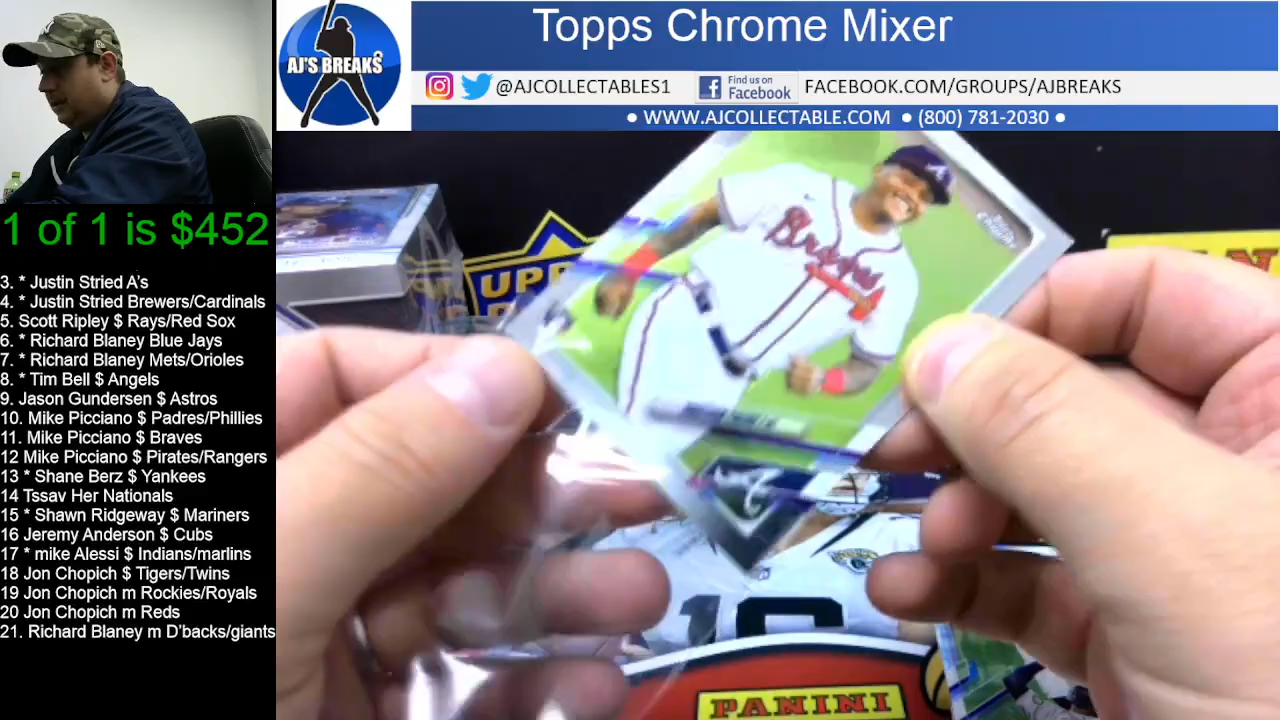 Topps Chrome Mixer
AJ'S BREAKS
@AJCOLLECTABLES1
Find us on
Facebook
FACEBOOK.COM/GROUPS/AJBREAKS
● WWW.AJCOLLECTABLE.COM ● (800) 781-2030 ●
1 of 1 is $452
3. * Justin Stried A's
4. * Justin Stried Brewers/Cardinals
5. Scott Ripley $ Rays/Red Sox
6. * Richard Blaney Blue Jays
7. * Richard Blaney Mets/Orioles
8. * Tim Bell $ Angels
9. Jason Gundersen $ Astros
10. Mike Picciano $ Padres/Phillies
11. Mike Picciano $ Braves
12 Mike Picciano $ Pirates/Rangers
13 * Shane Berz $ Yankees
14 Tssav Her Nationals
15 * Shawn Ridgeway $ Mariners
16 Jeremy Anderson $ Cubs
17 * mike Alessi $ Indians/marlins
18 Jon Chopich $ Tigers/Twins
19 Jon Chopich m Rockies/Royals
20 Jon Chopich m Reds
21. Richard Blaney m D'backs/giants
Braves
UPP
16
PANINI